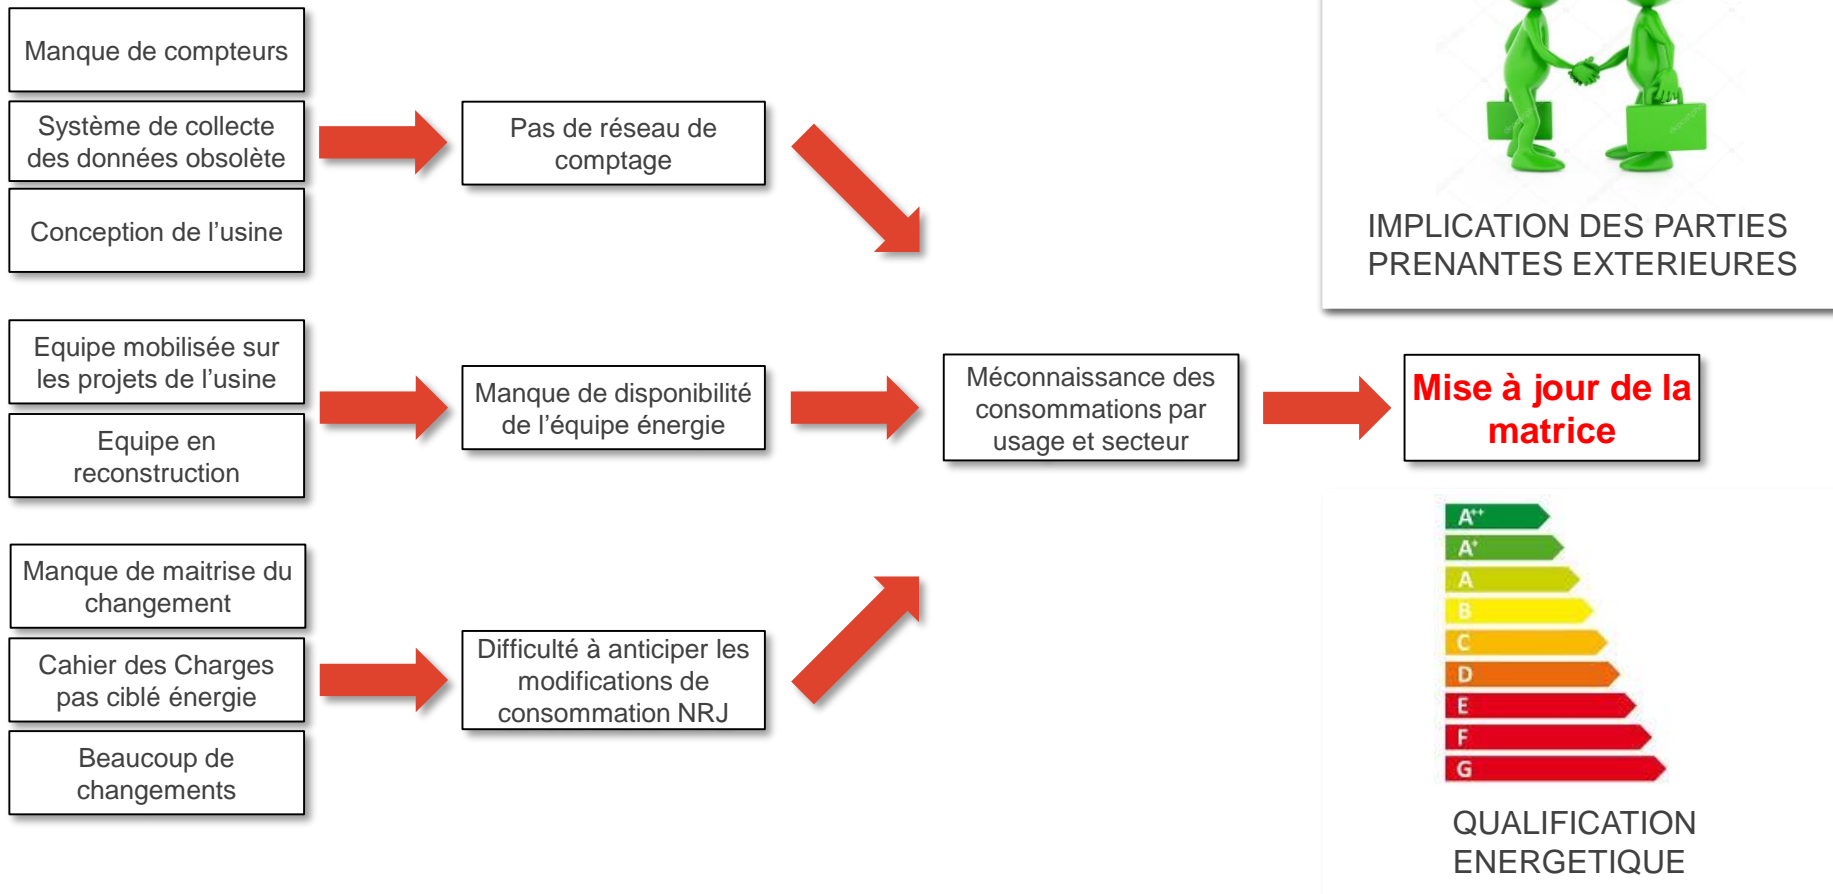 Manque de compteurs
Système de collecte
des données obsolète
Conception de l'usine
Pas de réseau de
comptage
Equipe mobilisée sur
les projets de l'usine
Equipe en
reconstruction
Manque de disponibilité
de l'équipe énergie
Manque de maitrise du
changement
Cahier des Charges
pas ciblé énergie
Beaucoup de
changements
Difficulté à anticiper les
modifications de
consommation NRJ
Méconnaissance des
consommations par
usage et secteur
Mise à jour de la
matrice
IMPLICATION DES PARTIES
PRENANTES EXTERIEURES
A++
A+
A
B
C
D
E
F
G
QUALIFICATION
ENERGETIQUE